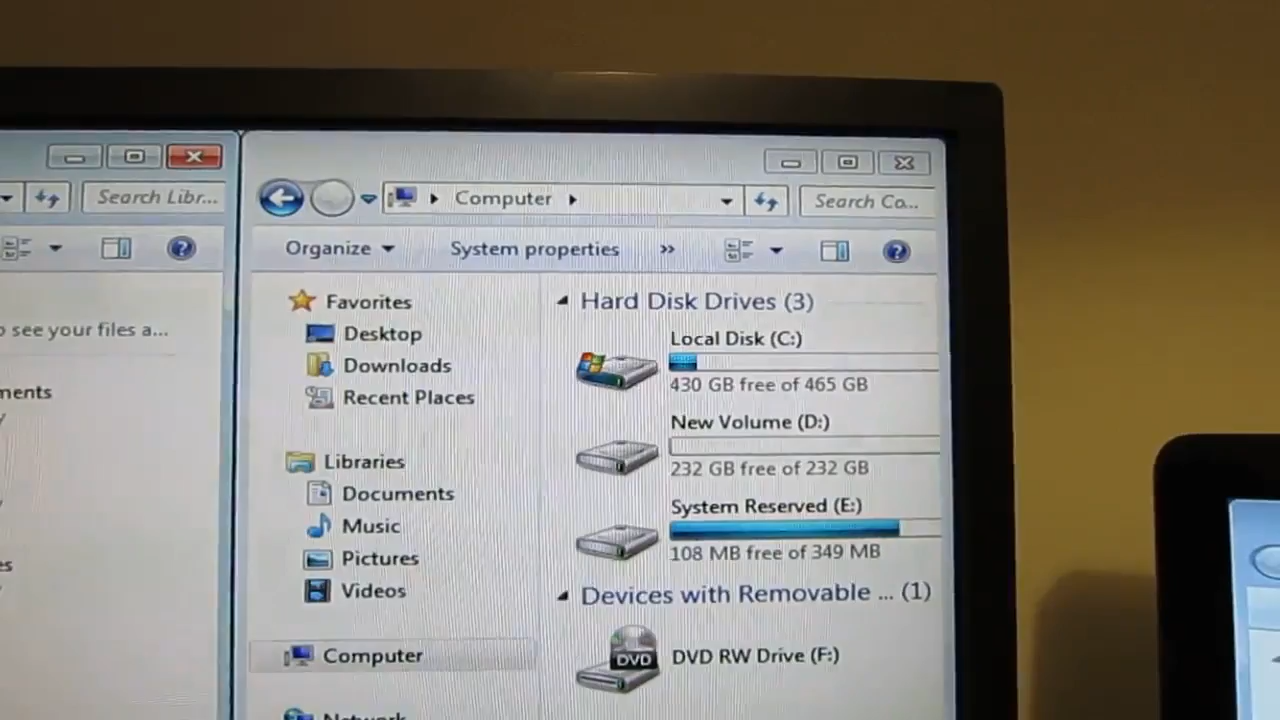 Search Libr...
o see your files a...
ments
es
Computer
Search Co...
Organize
System properties
»
Favorites
Desktop
Downloads
Recent Places
Libraries
Documents
Music
Pictures
Videos
Computer
Network
Hard Disk Drives (3)
Local Disk (C:)
430 GB free of 465 GB
New Volume (D:)
232 GB free of 232 GB
System Reserved (E:)
108 MB free of 349 MB
Devices with Removable ... (1)
DVD
DVD RW Drive (F:)